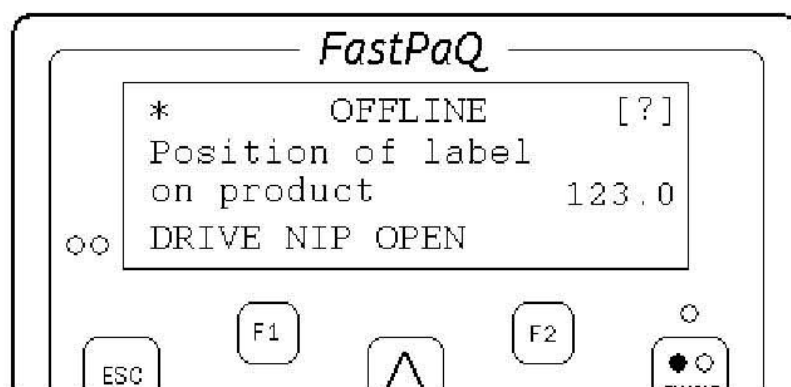 FastPaQ
* OFFLINE [?]
Position of label
on product 123.0
DRIVE NIP OPEN
F1 F2
ESC